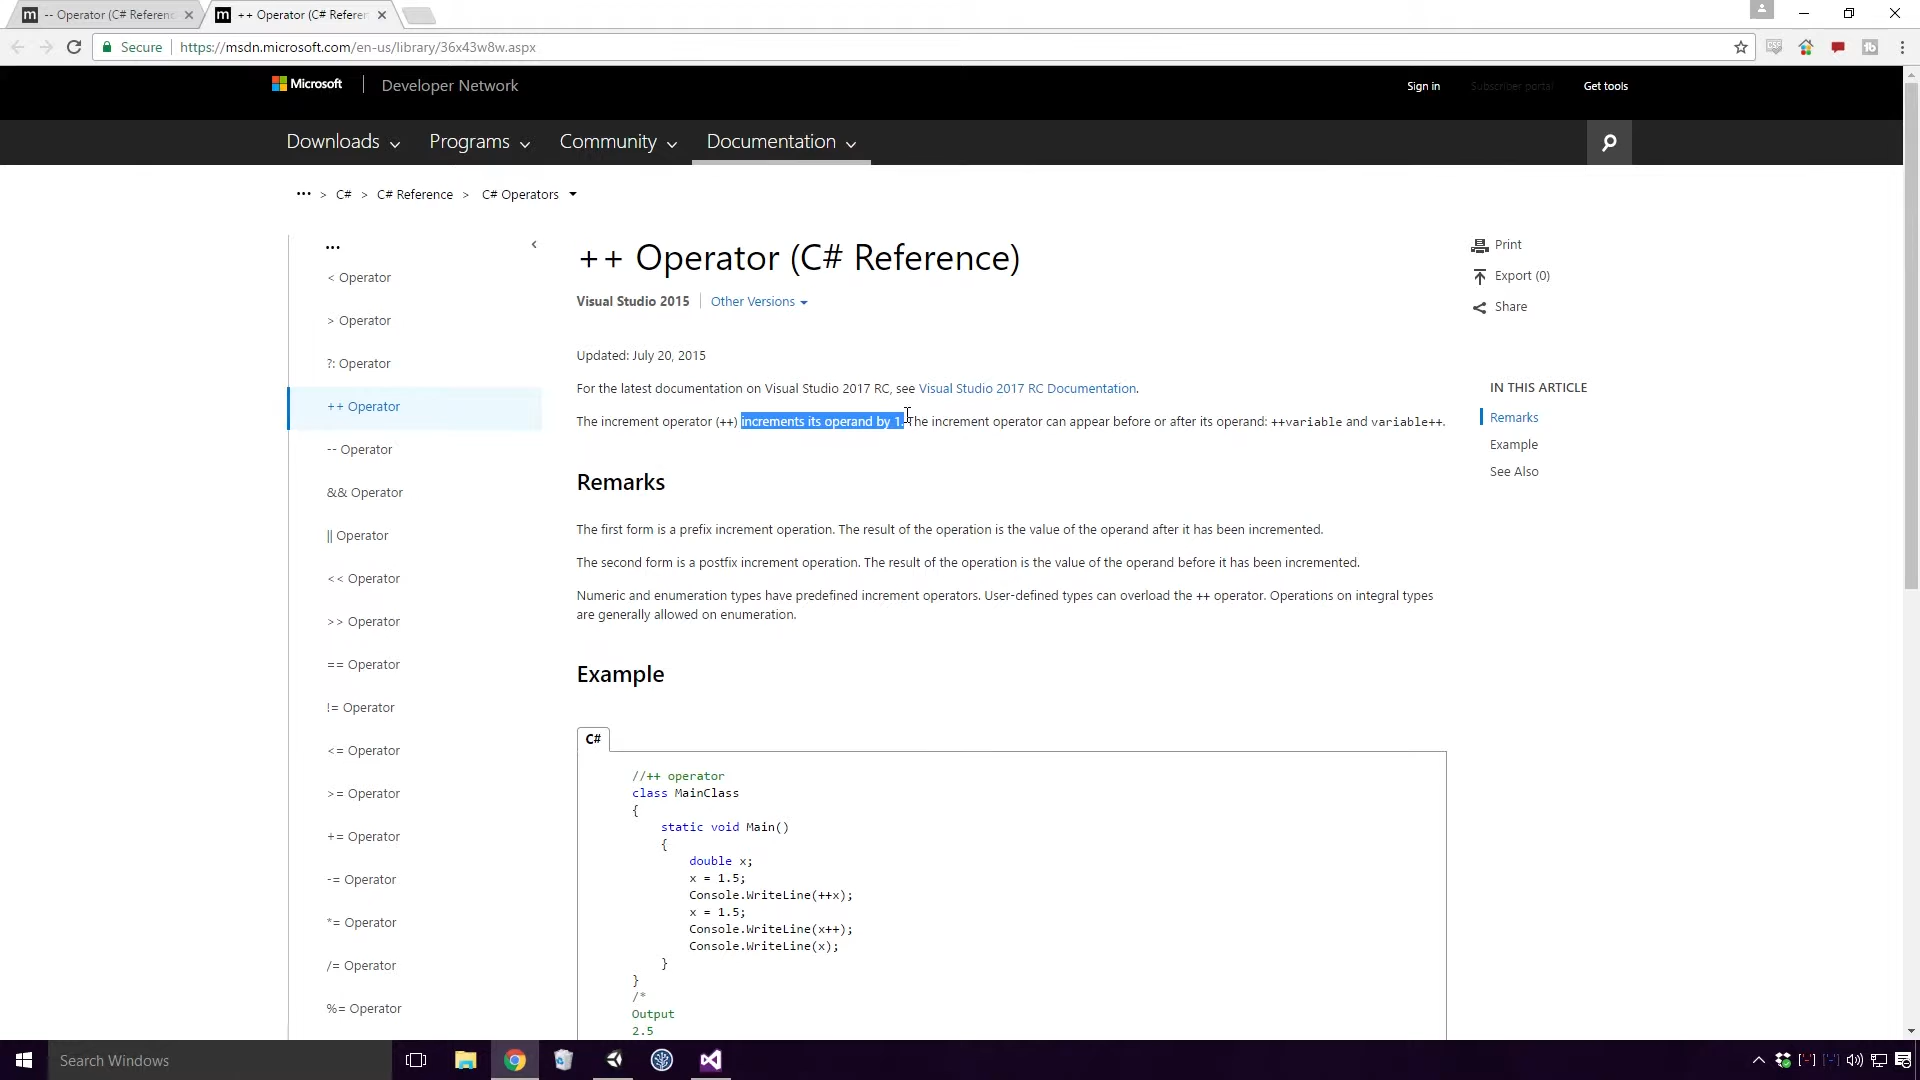 -- Operator (C# Referenc
++ Operator (C# Referen
Secure
https://msdn.microsoft.com/en-us/library/36x43w8w.aspx
Microsoft
Developer Network
Sign in
Subscriber portal
Get tools
Downloads
Programs
Community
Documentation
••• > C# > C# Reference > C# Operators
•••
< Operator
> Operator
?: Operator
++ Operator
-- Operator
&& Operator
|| Operator
<< Operator
>> Operator
== Operator
!= Operator
<= Operator
>= Operator
+= Operator
-= Operator
*= Operator
/= Operator
%= Operator
++ Operator (C# Reference)
Visual Studio 2015
Other Versions
Updated: July 20, 2015
For the latest documentation on Visual Studio 2017 RC, see Visual Studio 2017 RC Documentation.
The increment operator (++) increments its operand by 1. The increment operator can appear before or after its operand: ++variable and variable++.
Remarks
The first form is a prefix increment operation. The result of the operation is the value of the operand after it has been incremented.
The second form is a postfix increment operation. The result of the operation is the value of the operand before it has been incremented.
Numeric and enumeration types have predefined increment operators. User-defined types can overload the ++ operator. Operations on integral types
are generally allowed on enumeration.
Example
C#
//++ operator
class MainClass
{
static void Main()
{
double x;
x = 1.5;
Console.WriteLine(++x);
x = 1.5;
Console.WriteLine(x++);
Console.WriteLine(x);
}
}
/*
Output
2.5
Print
Export (0)
Share
IN THIS ARTICLE
Remarks
Example
See Also
Search Windows